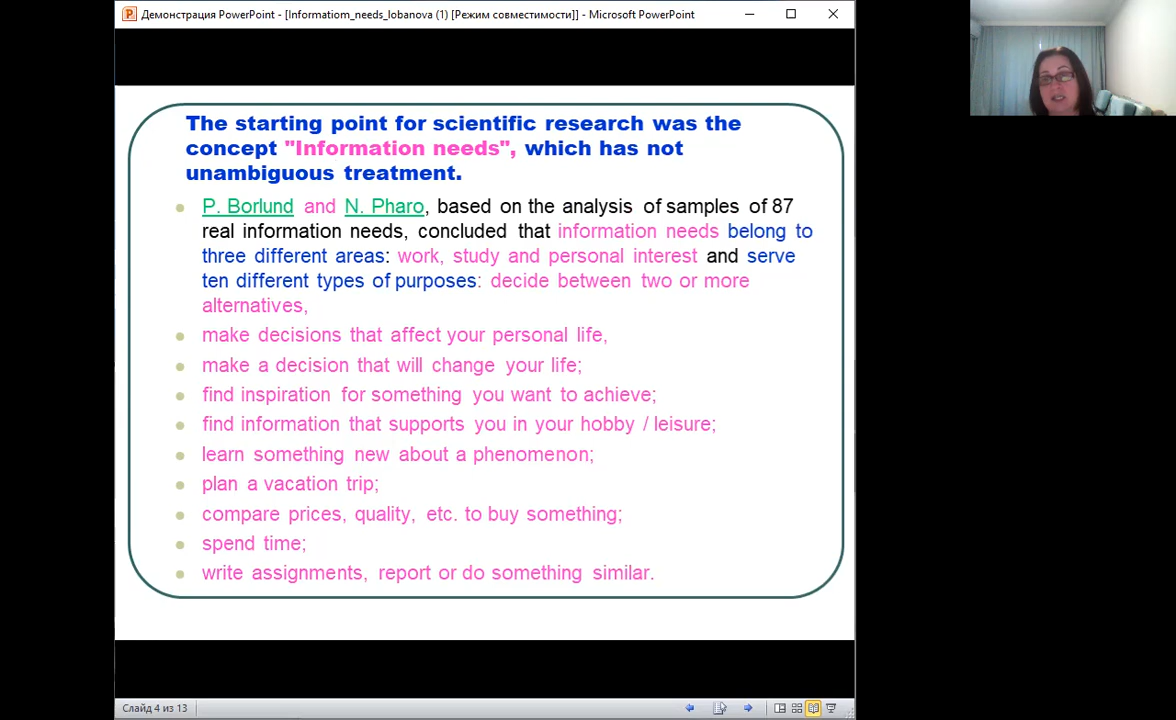 Демонстрация PowerPoint - [Informatiom_needs_lobanova (1) [Режим совместимости]] - Microsoft PowerPoint
The starting point for scientific research was the
concept "Information needs", which has not
unambiguous treatment.
P. Borlund and N. Pharo, based on the analysis of samples of 87
real information needs, concluded that information needs belong to
three different areas: work, study and personal interest and serve
ten different types of purposes: decide between two or more
alternatives,
make decisions that affect your personal life,
make a decision that will change your life;
find inspiration for something you want to achieve;
find information that supports you in your hobby / leisure;
learn something new about a phenomenon;
plan a vacation trip;
compare prices, quality, etc. to buy something;
spend time;
write assignments, report or do something similar.
Слайд 4 из 13